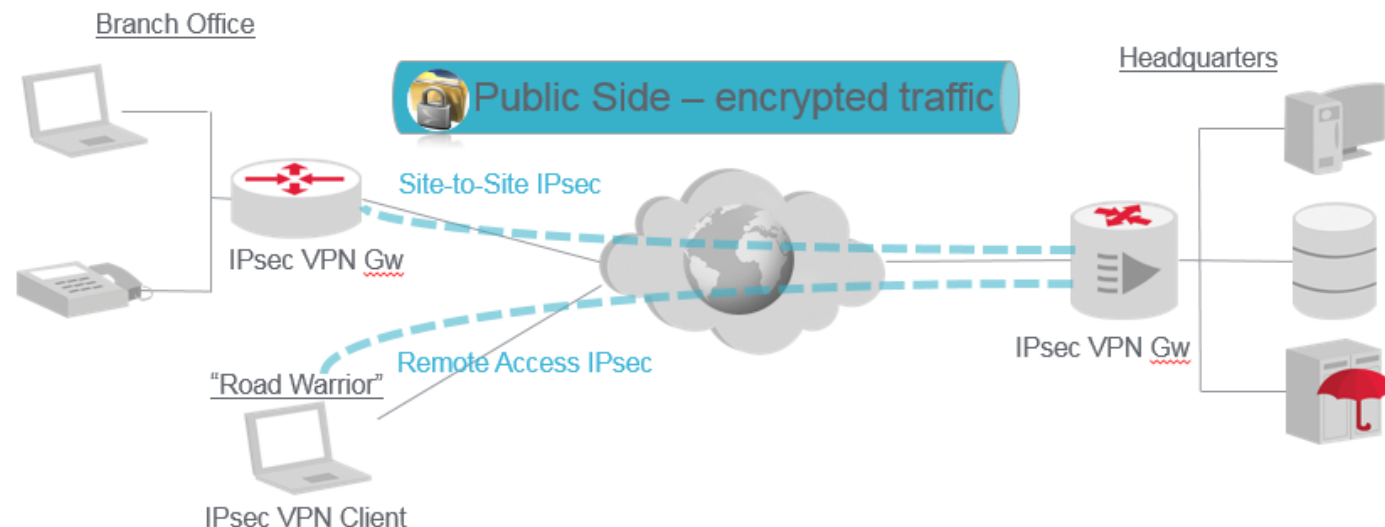 Branch Office
Headquarters
Public Side – encrypted traffic
Site-to-Site IPsec
IPsec VPN Gw
IPsec VPN Gw
Remote Access IPsec
“Road Warrior”
IPsec VPN Client